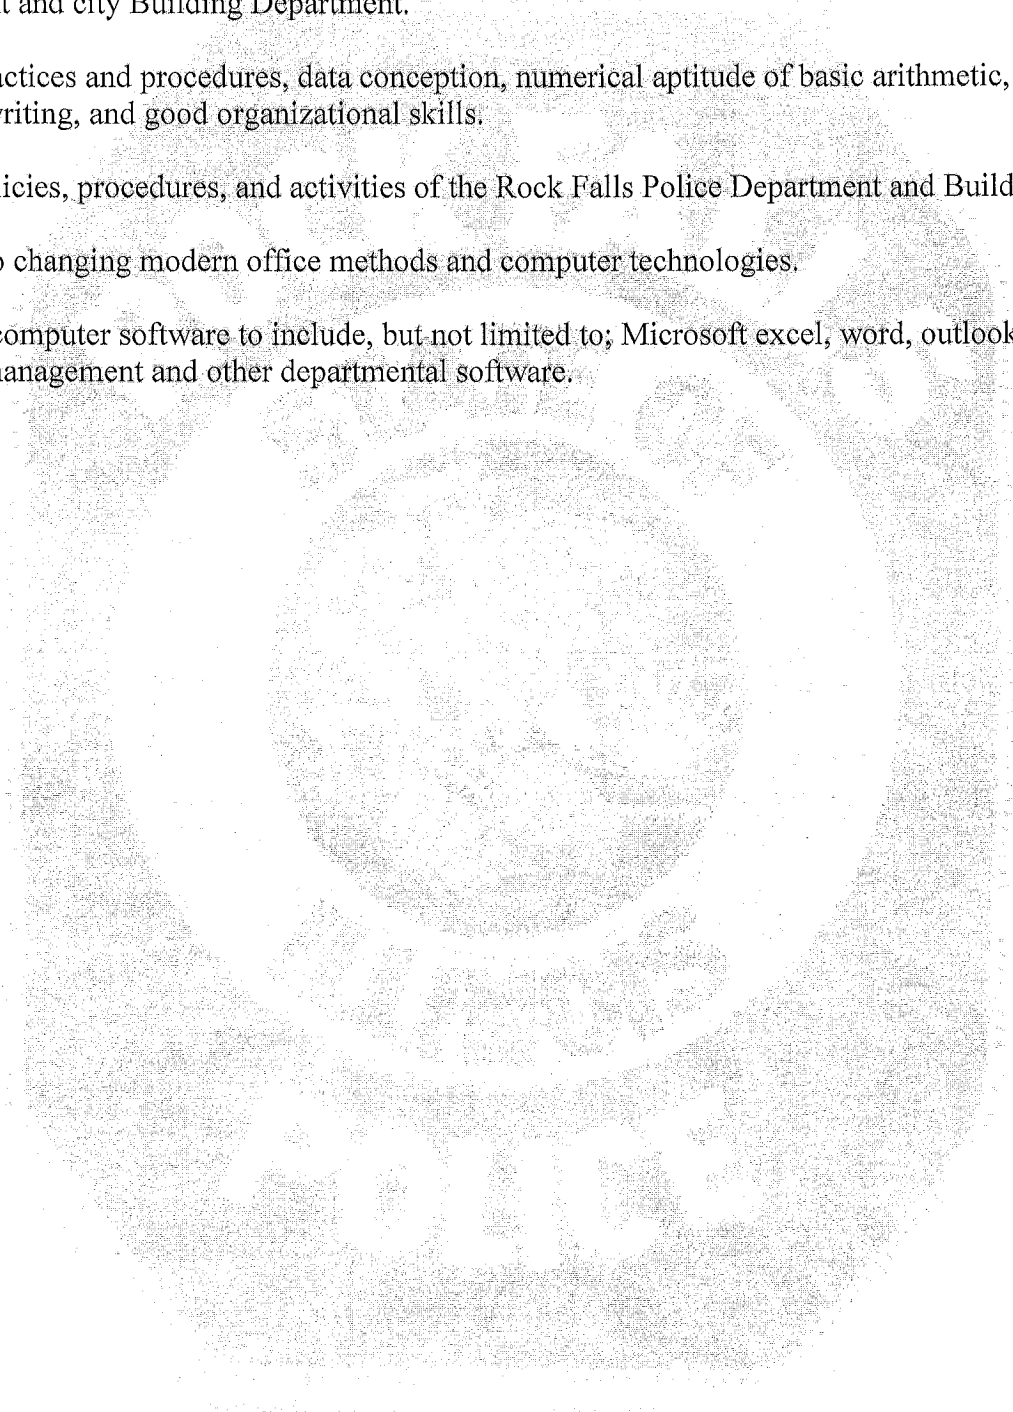 t and city Building Department.
actices and procedures, data conception, numerical aptitude of basic arithmetic,
riting, and good organizational skills.
icies, procedures, and activities of the Rock Falls Police Department and Build
o changing modern office methods and computer technologies.
computer software to include, but not limited to; Microsoft excel, word, outlook
anagement and other departmental software.